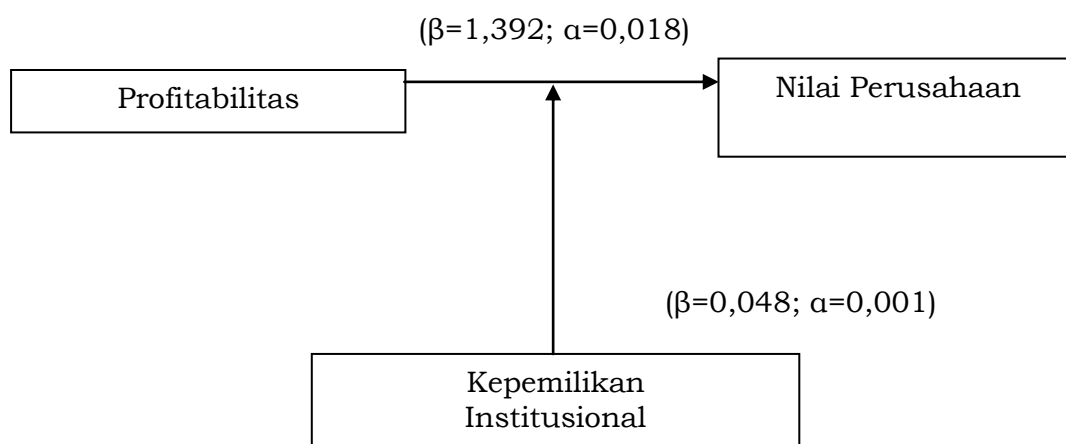 (β=1,392; α=0,018)
Profitabilitas
Nilai Perusahaan
(β=0,048; α=0,001)
Kepemilikan
Institusional